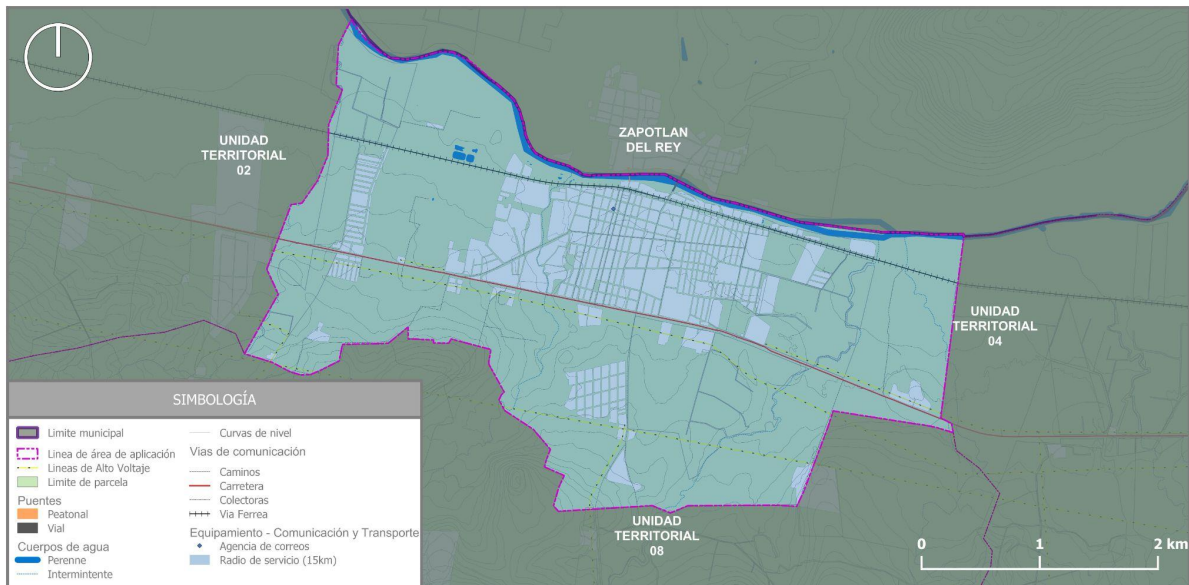 UNIDAD
TERRITORIAL
02
ZAPOTLAN
DEL REY
UNIDAD
TERRITORIAL
04
UNIDAD
TERRITORIAL
08
0 1 2 km
SIMBOLOGÍA
Limite municipal
Linea de área de aplicación
Lineas de Alto Voltaje
Limite de parcela
Puentes
Peatonal
Vial
Cuerpos de agua
Perenne
Intermintente
Curvas de nivel
Vias de comunicación
Caminos
Carretera
Colectoras
Via Ferrea
Equipamiento - Comunicación y Transporte
Agencia de correos
Radio de servicio (15km)